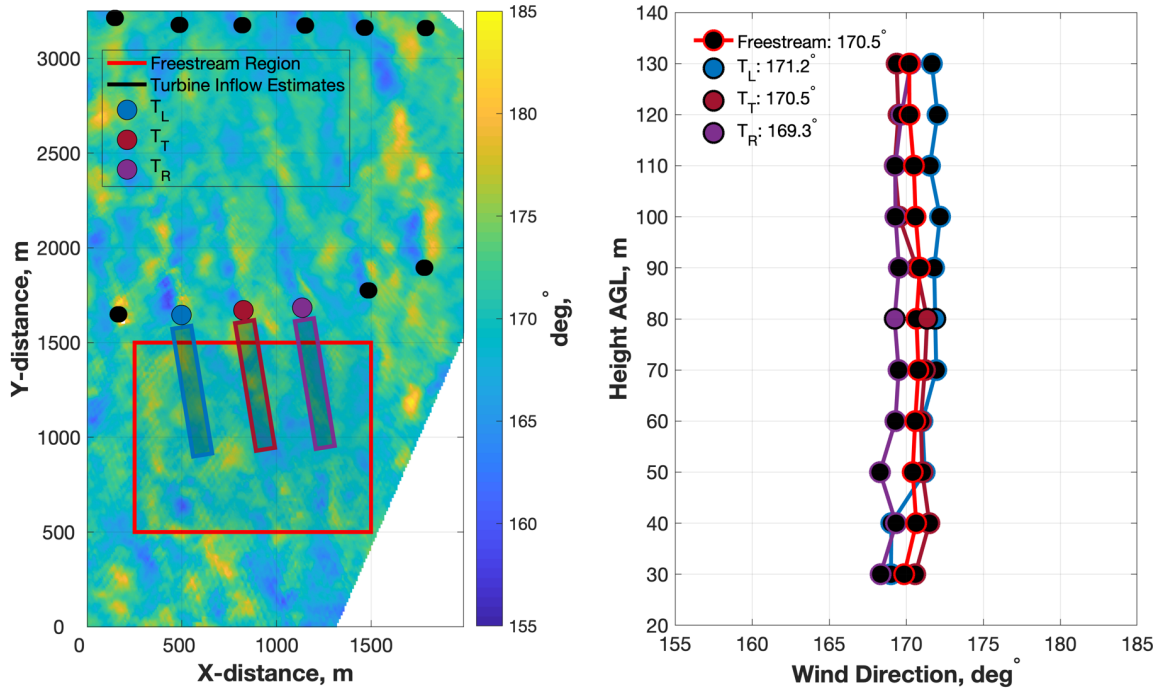 3000
2500
2000
1500
1000
500
0
Y-distance, m
Freestream Region
Turbine Inflow Estimates
T_L
T_T
T_R
0 500 1000 1500
X-distance, m
185
180
175
170
165
160
155
deg,°
140
130
120
110
100
90
80
70
60
50
40
30
20
Height AGL, m
Freestream: 170.5°
T_L: 171.2°
T_T: 170.5°
T_R: 169.3°
155 160 165 170 175 180 185
Wind Direction, deg°